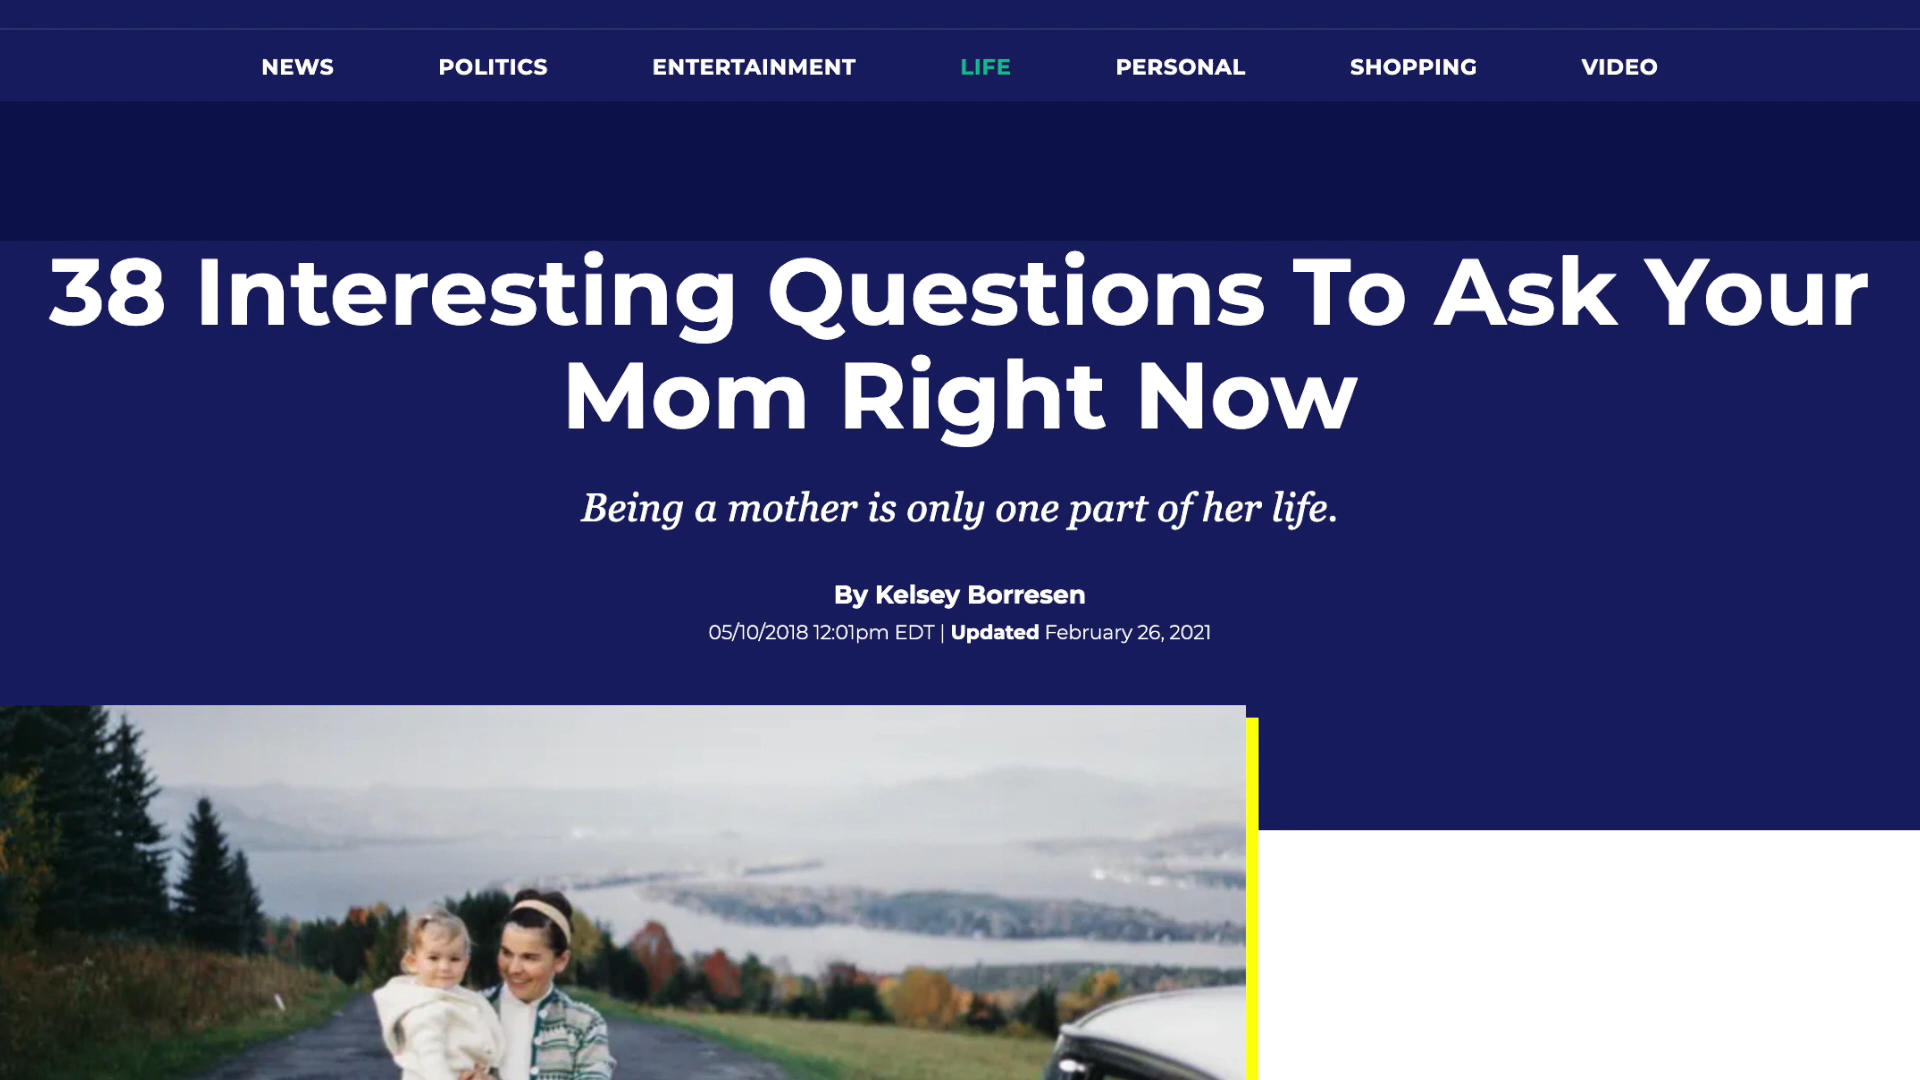 NEWS POLITICS ENTERTAINMENT LIFE PERSONAL SHOPPING VIDEO
38 Interesting Questions To Ask Your
Mom Right Now
Being a mother is only one part of her life.
By Kelsey Borresen
05/10/2018 12:01pm EDT | Updated February 26, 2021